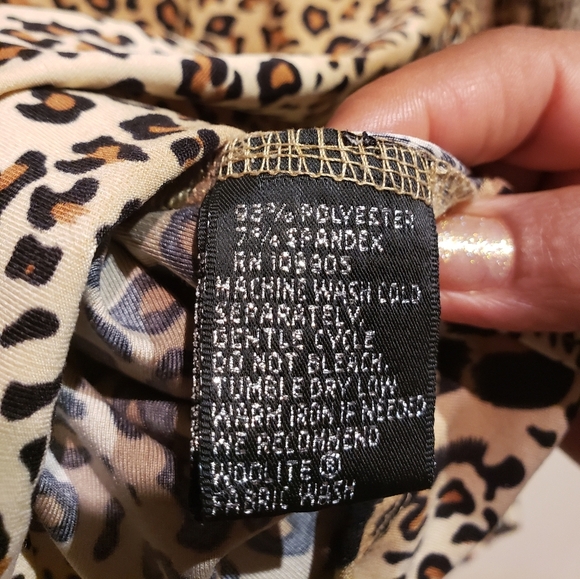 93% POLYESTER
7% SPANDEX
RN 109905
MACHINE WASH COLD
SEPARATELY,
GENTLE CYCLE
DO NOT BLEACH,
TUMBLE DRY LOW
WARM IRON IF NEEDED
WE RECOMMEND
WOOLITE ®
FABRIC WASH